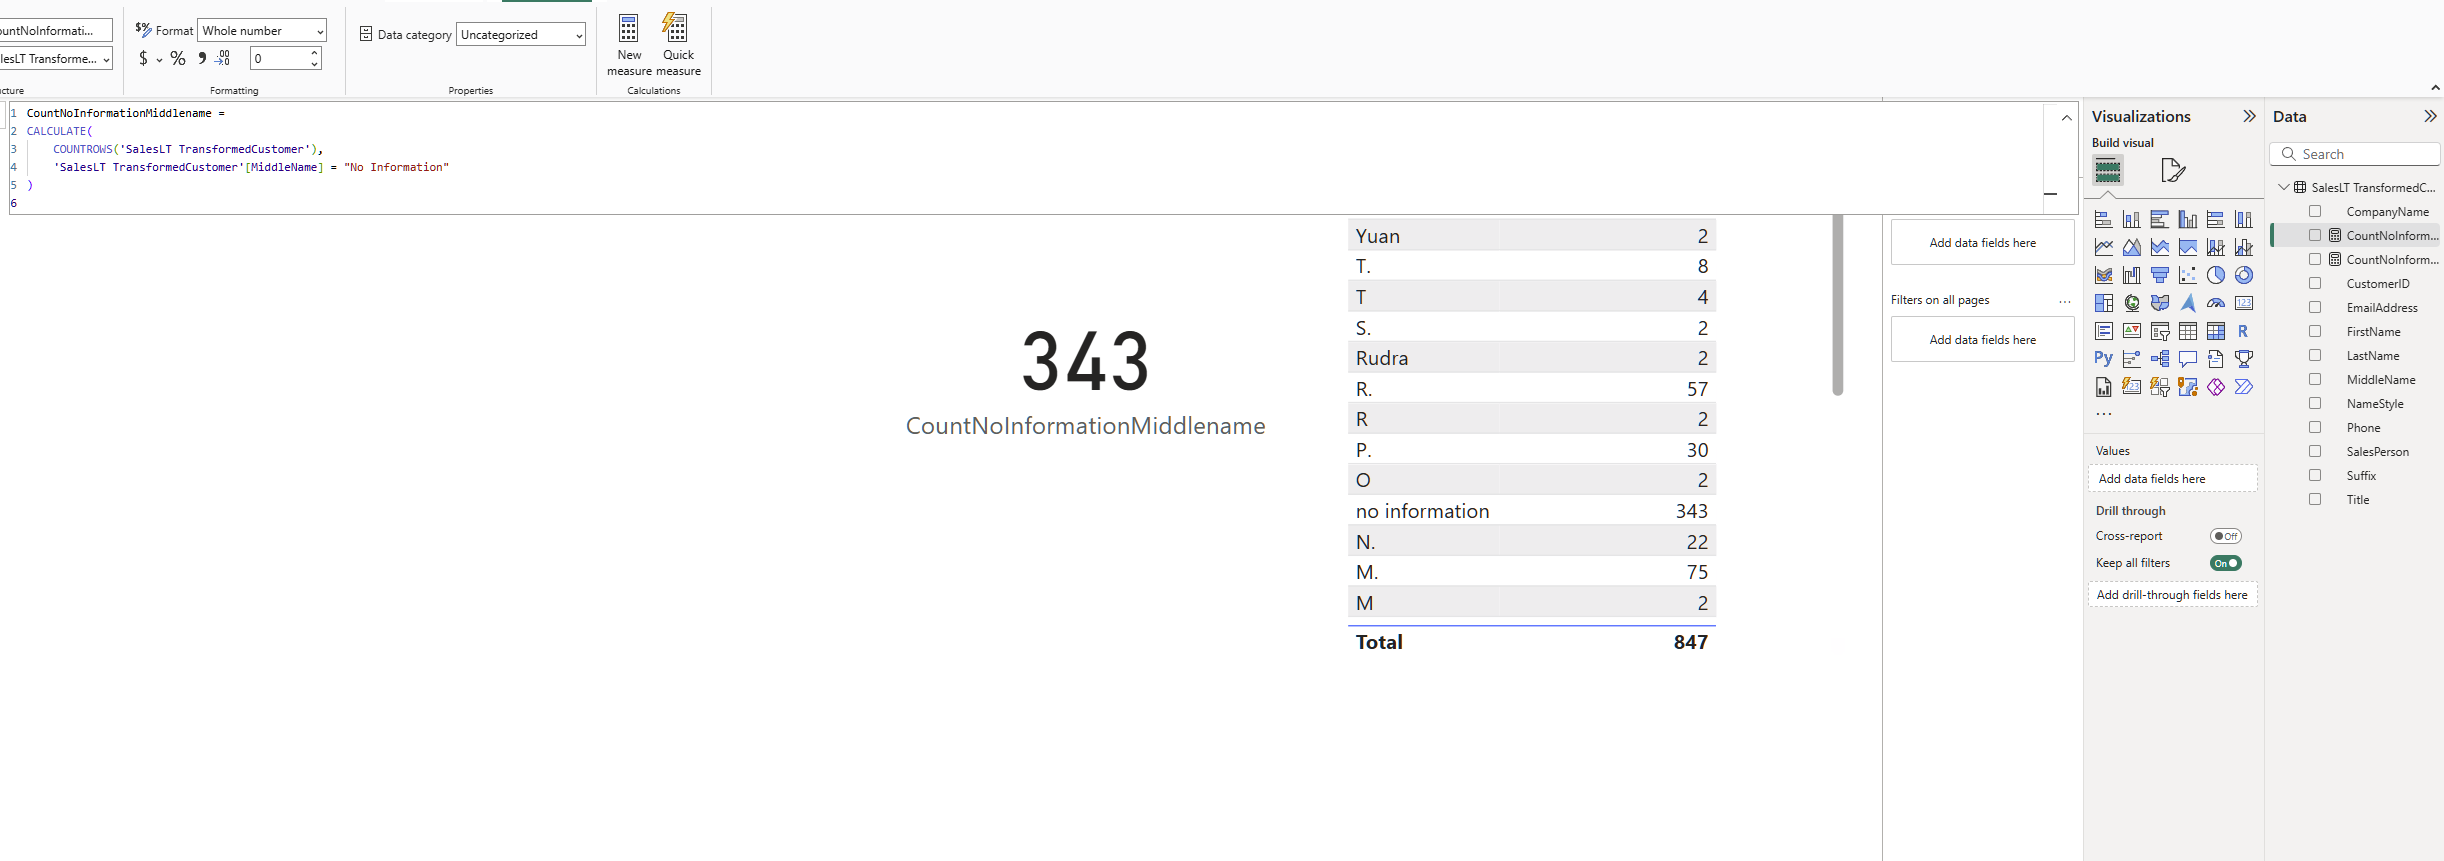 ountNoInformati...
$% Format Whole number
Data category Uncategorized
New measure
Quick measure
alesLT Transforme...
$ % 9 .00 0
cture
Formatting
Properties
Calculations
1 CountNoInformationMiddlename =
2 CALCULATE(
3 COUNTROWS('SalesLT TransformedCustomer'),
4 'SalesLT TransformedCustomer'[MiddleName] = "No Information"
5 )
6
343
CountNoInformationMiddlename
Yuan 2
T. 8
T 4
S. 2
Rudra 2
R. 57
R 2
P. 30
O 2
no information 343
N. 22
M. 75
M 2
Total 847
Add data fields here
Filters on all pages ...
Add data fields here
Visualizations
Build visual
123
R
Py
123
...
Values
Add data fields here
Drill through
Cross-report Off
Keep all filters On
Add drill-through fields here
Data
Search
SalesLT TransformedC...
CompanyName
CountNoInform...
CountNoInform...
CustomerID
EmailAddress
FirstName
LastName
MiddleName
NameStyle
Phone
SalesPerson
Suffix
Title